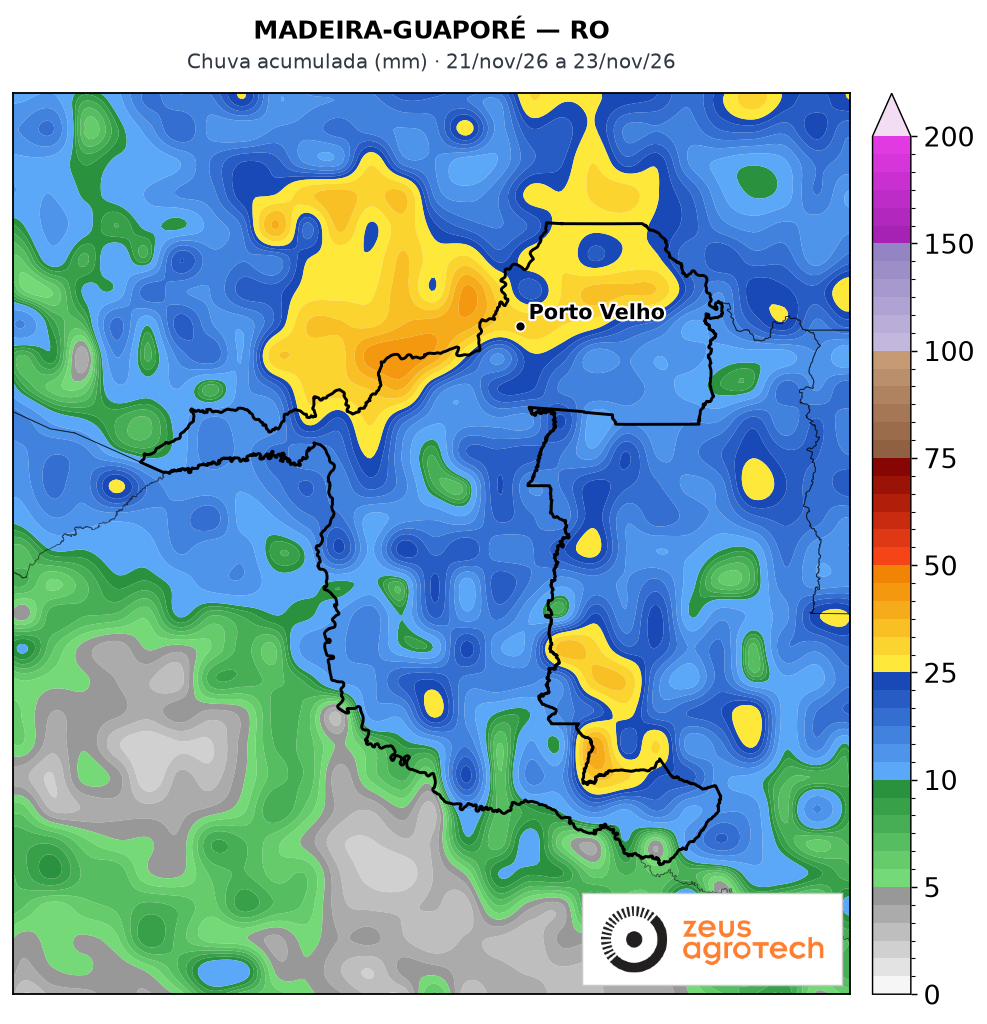 MADEIRA-GUAPORÉ — RO
Chuva acumulada (mm) · 21/nov/26 a 23/nov/26
200
150
100
75
50
25
10
5
0
Porto Velho
zeus
agrotech